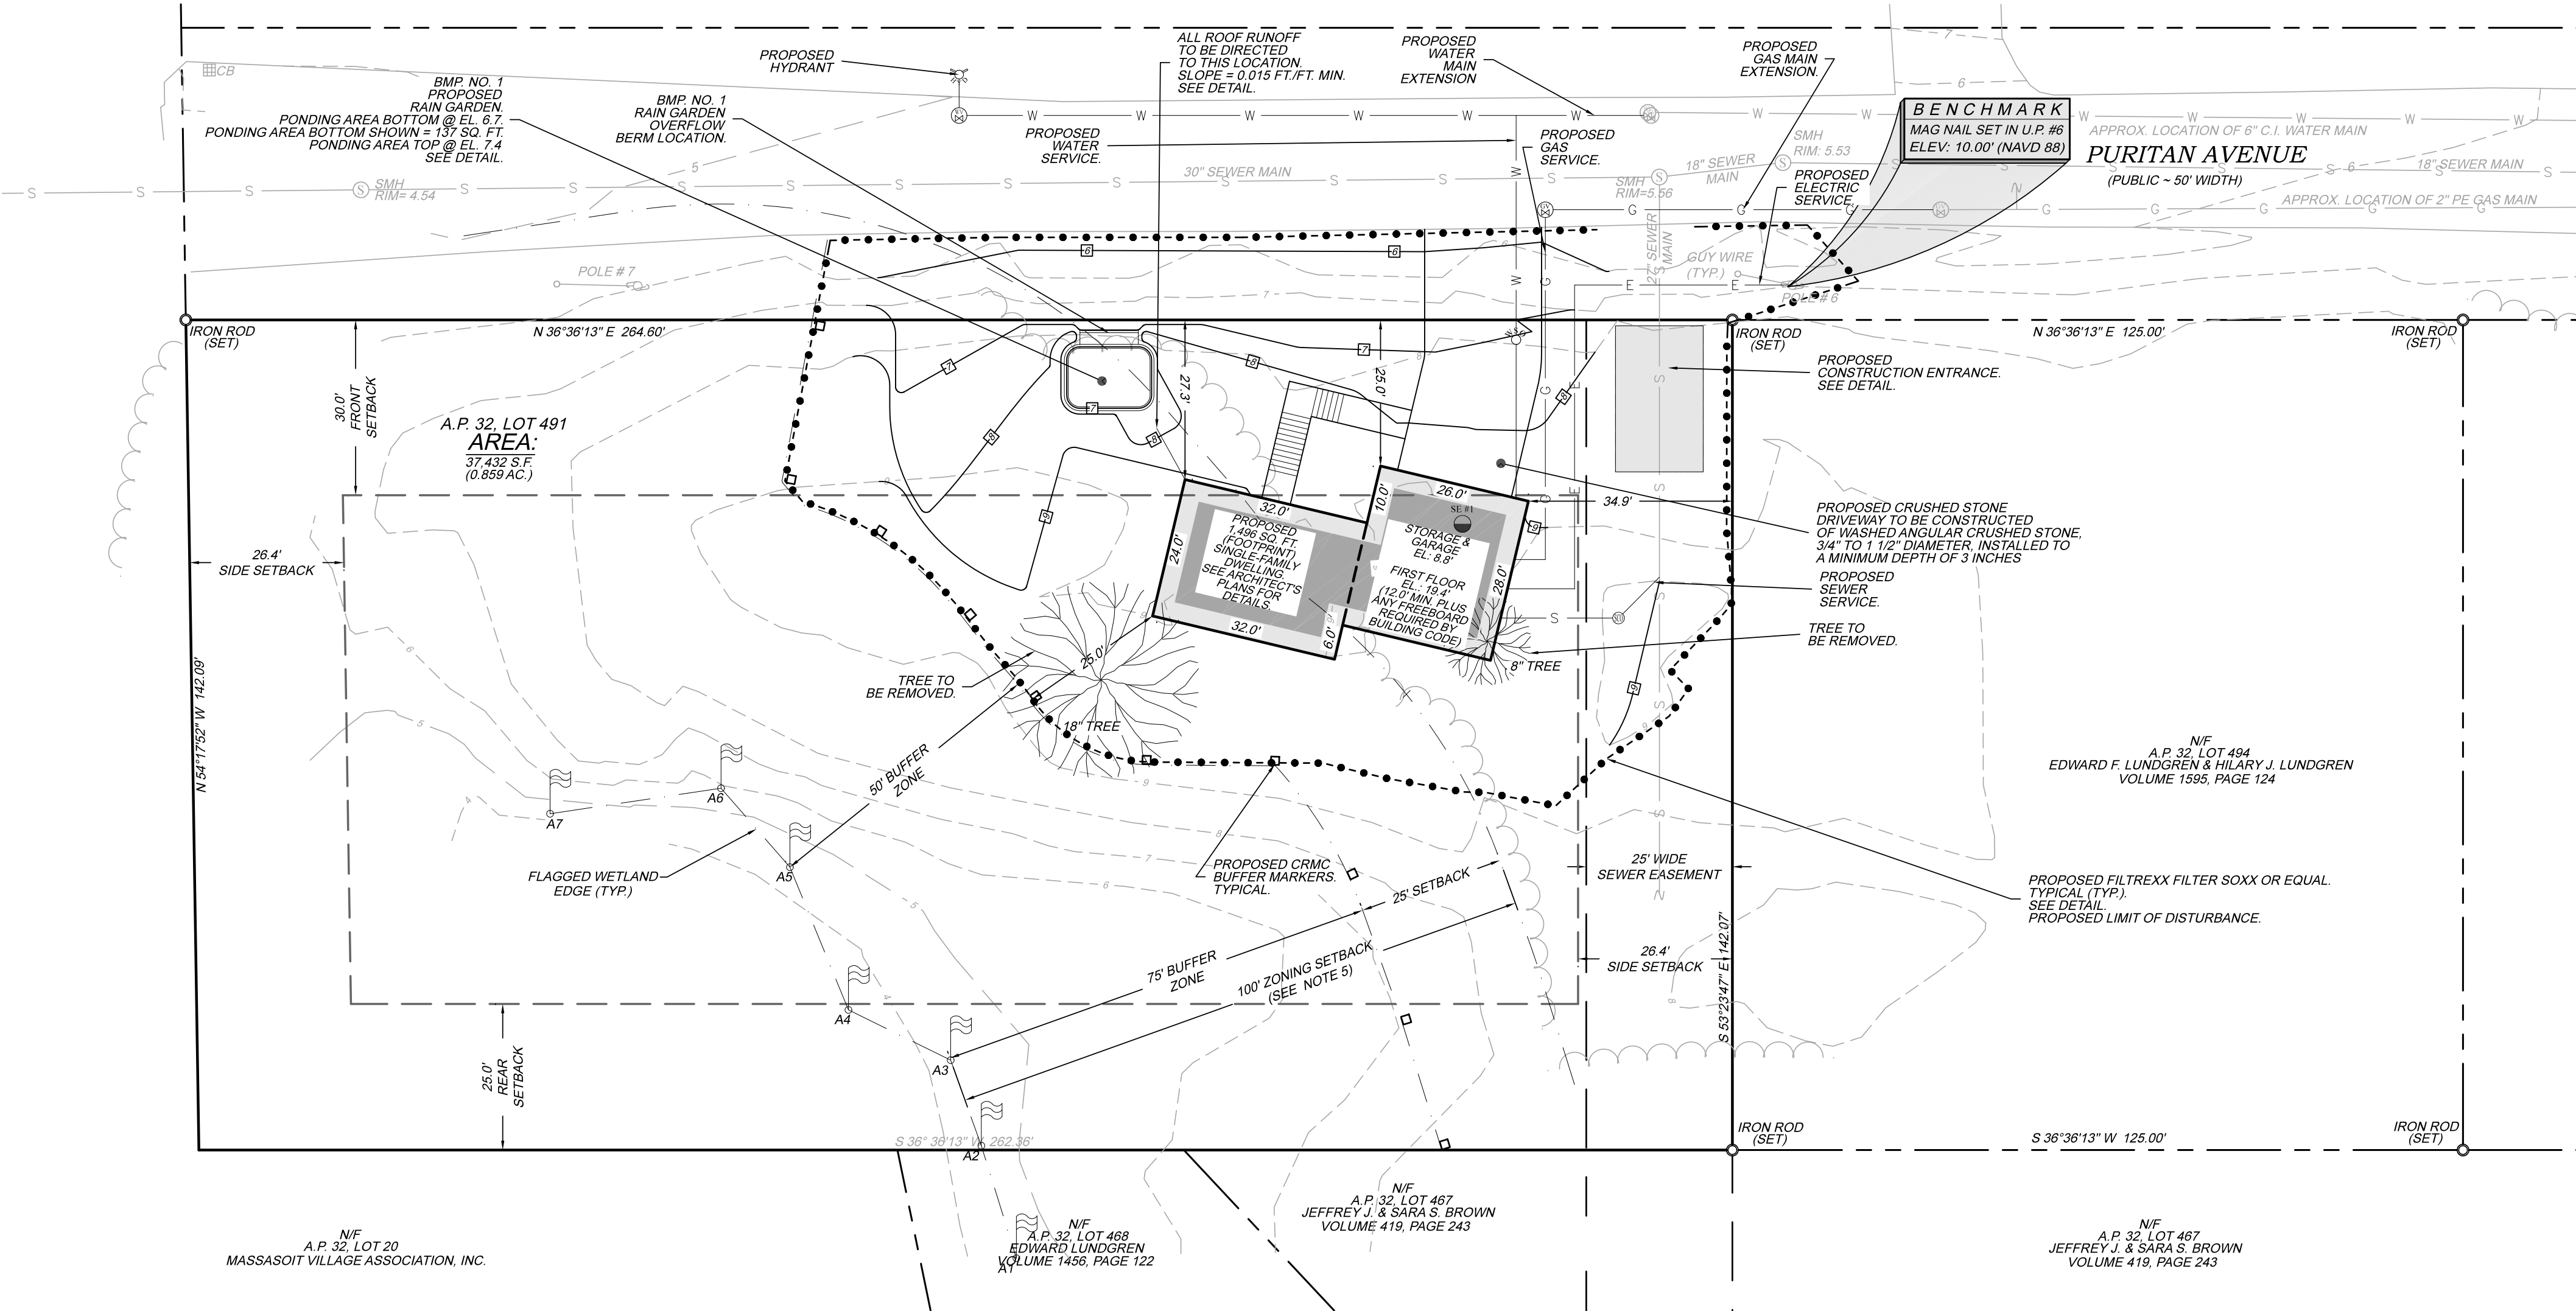 CB
BMP. NO. 1
PROPOSED
RAIN GARDEN.
PONDING AREA BOTTOM @ EL. 6.7.
PONDING AREA BOTTOM SHOWN = 137 SQ. FT.
PONDING AREA TOP @ EL. 7.4
SEE DETAIL.
BMP. NO. 1
RAIN GARDEN
OVERFLOW
BERM LOCATION.
PROPOSED
HYDRANT
ALL ROOF RUNOFF
TO BE DIRECTED
TO THIS LOCATION.
SLOPE = 0.015 FT./FT. MIN.
SEE DETAIL.
PROPOSED
WATER
MAIN
EXTENSION
PROPOSED
GAS MAIN
EXTENSION.
PROPOSED
WATER
SERVICE.
PROPOSED
GAS
SERVICE.
BENCHMARK
MAG NAIL SET IN U.P. #6
ELEV: 10.00' (NAVD 88)
APPROX. LOCATION OF 6" C.I. WATER MAIN
PURITAN AVENUE
(PUBLIC ~ 50' WIDTH)
18" SEWER MAIN
APPROX. LOCATION OF 2" PE GAS MAIN
SMH
RIM: 5.53
18" SEWER
MAIN
SMH
RIM=5.56
30" SEWER MAIN
SMH
RIM= 4.54
PROPOSED
ELECTRIC
SERVICE.
27" SEWER
MAIN
GUY WIRE
(TYP.)
POLE # 6
POLE # 7
IRON ROD
(SET)
N 36°36'13" E 264.60'
IRON ROD
(SET)
N 36°36'13" E 125.00'
IRON ROD
(SET)
30.0'
FRONT
SETBACK
A.P. 32, LOT 491
AREA:
37,432 S.F.
(0.859 AC.)
27.3'
25.0'
PROPOSED
CONSTRUCTION ENTRANCE.
SEE DETAIL.
26.4'
SIDE SETBACK
32.0'
24.0'
PROPOSED
1,496 SQ. FT.
(FOOTPRINT)
SINGLE-FAMILY
DWELLING.
SEE ARCHITECT'S
PLANS FOR
DETAILS.
32.0'
6.0'
10.0'
26.0'
SE #1
STORAGE &
GARAGE
EL: 8.8'
FIRST FLOOR
EL.: 19.4'
(12.0' MIN. PLUS
ANY FREEBOARD
REQUIRED BY
BUILDING CODE)
28.0'
34.9'
PROPOSED CRUSHED STONE
DRIVEWAY TO BE CONSTRUCTED
OF WASHED ANGULAR CRUSHED STONE,
3/4" TO 1 1/2" DIAMETER, INSTALLED TO
A MINIMUM DEPTH OF 3 INCHES
PROPOSED
SEWER
SERVICE.
TREE TO
BE REMOVED.
8" TREE
TREE TO
BE REMOVED.
25.0'
18" TREE
50' BUFFER
ZONE
N 54°17'52" W 142.09'
A7
A6
A5
FLAGGED WETLAND
EDGE (TYP.)
PROPOSED CRMC
BUFFER MARKERS.
TYPICAL.
25' SETBACK
25' WIDE
SEWER EASEMENT
N/F
A.P. 32, LOT 494
EDWARD F. LUNDGREN & HILARY J. LUNDGREN
VOLUME 1595, PAGE 124
PROPOSED FILTREXX FILTER SOXX OR EQUAL.
TYPICAL (TYP.).
SEE DETAIL.
PROPOSED LIMIT OF DISTURBANCE.
75' BUFFER
ZONE
100' ZONING SETBACK
(SEE NOTE 5)
26.4'
SIDE SETBACK
S 53°23'47" E 142.07'
A4
A3
25.0'
REAR
SETBACK
S 36° 36'13" W 262.36'
A2
IRON ROD
(SET)
S 36°36'13" W 125.00'
IRON ROD
(SET)
N/F
A.P. 32, LOT 20
MASSASOIT VILLAGE ASSOCIATION, INC.
N/F
A.P. 32, LOT 468
EDWARD LUNDGREN
VOLUME 1456, PAGE 122
A1
N/F
A.P. 32, LOT 467
JEFFREY J. & SARA S. BROWN
VOLUME 419, PAGE 243
N/F
A.P. 32, LOT 467
JEFFREY J. & SARA S. BROWN
VOLUME 419, PAGE 243